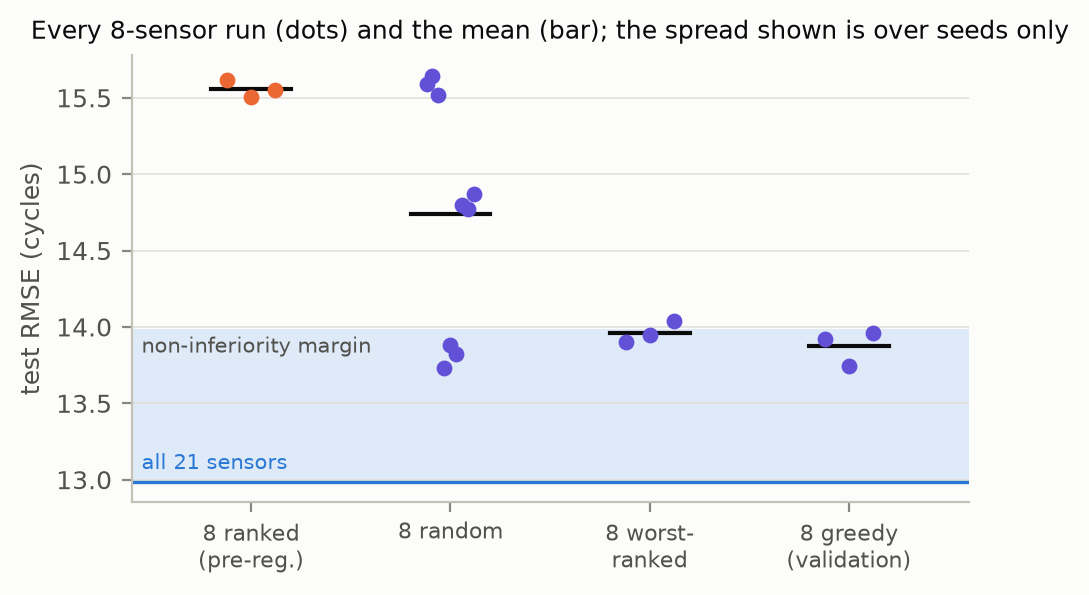 Every 8-sensor run (dots) and the mean (bar); the spread shown is over seeds only
test RMSE (cycles)
15.5
15.0
14.5
14.0
13.5
13.0
non-inferiority margin
all 21 sensors
8 ranked
(pre-reg.)
8 random
8 worst-
ranked
8 greedy
(validation)